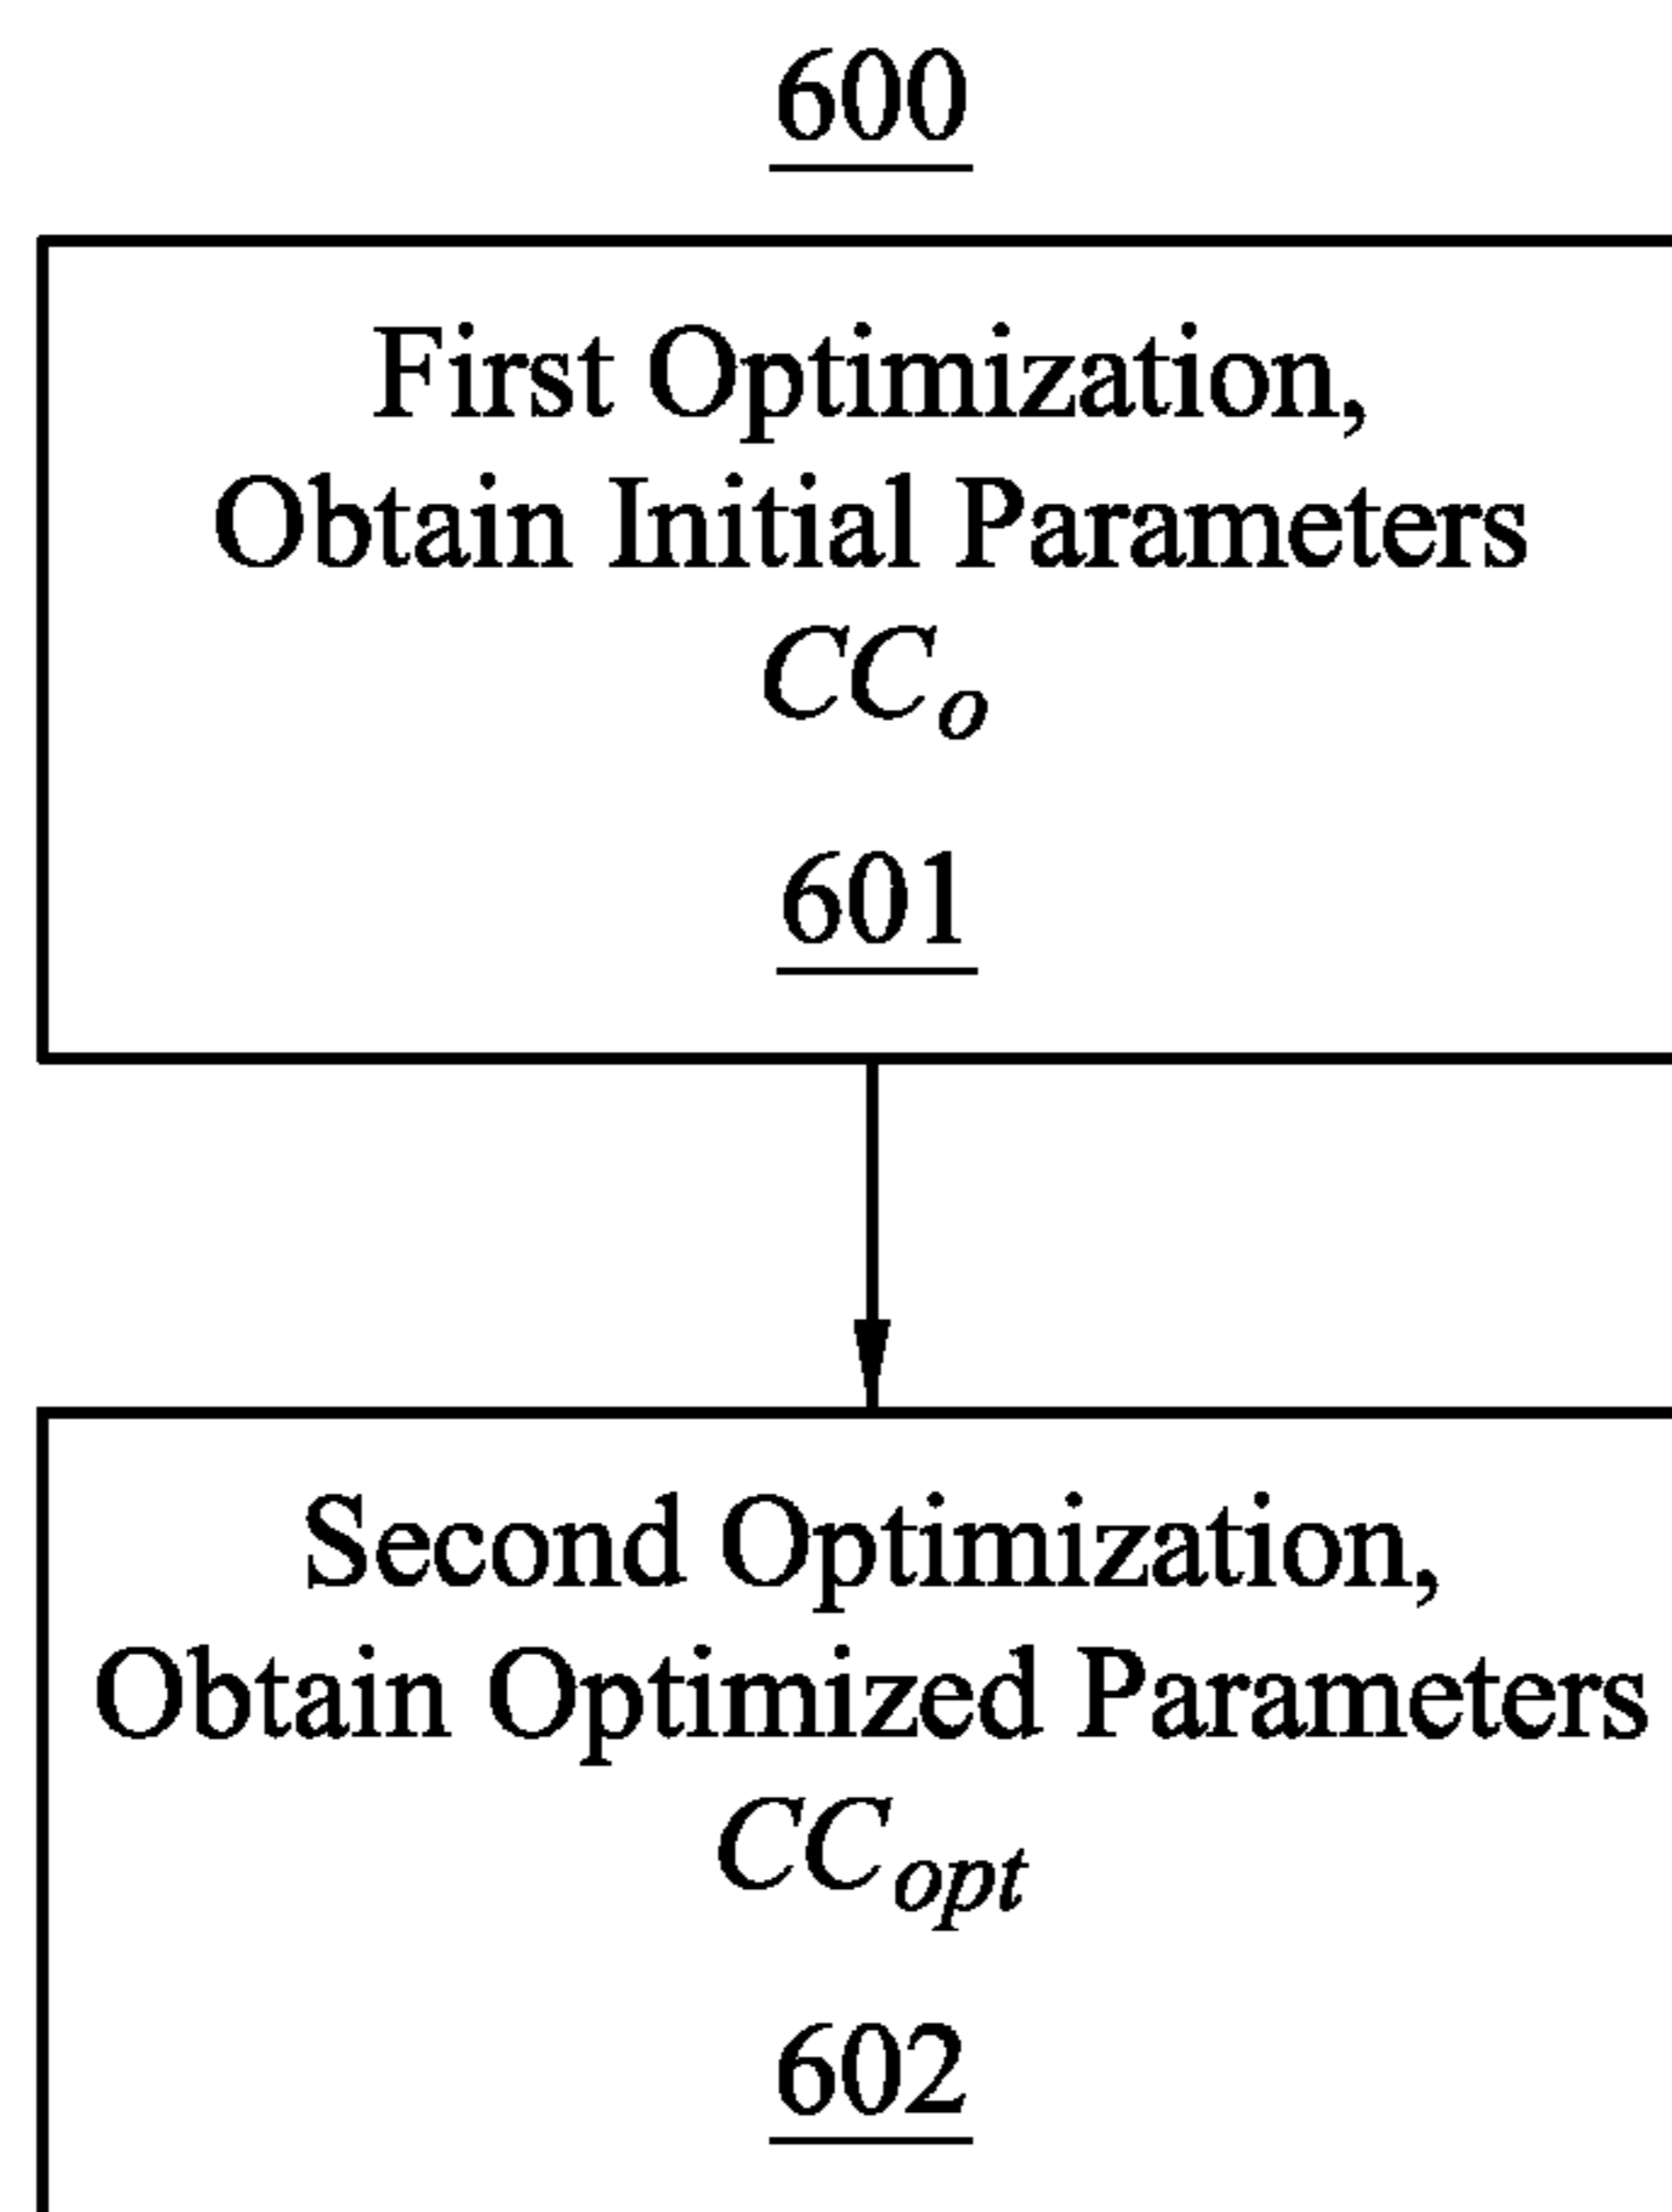 600
First Optimization,
Obtain Initial Parameters
CCo
601
Second Optimization,
Obtain Optimized Parameters
CCopt
602